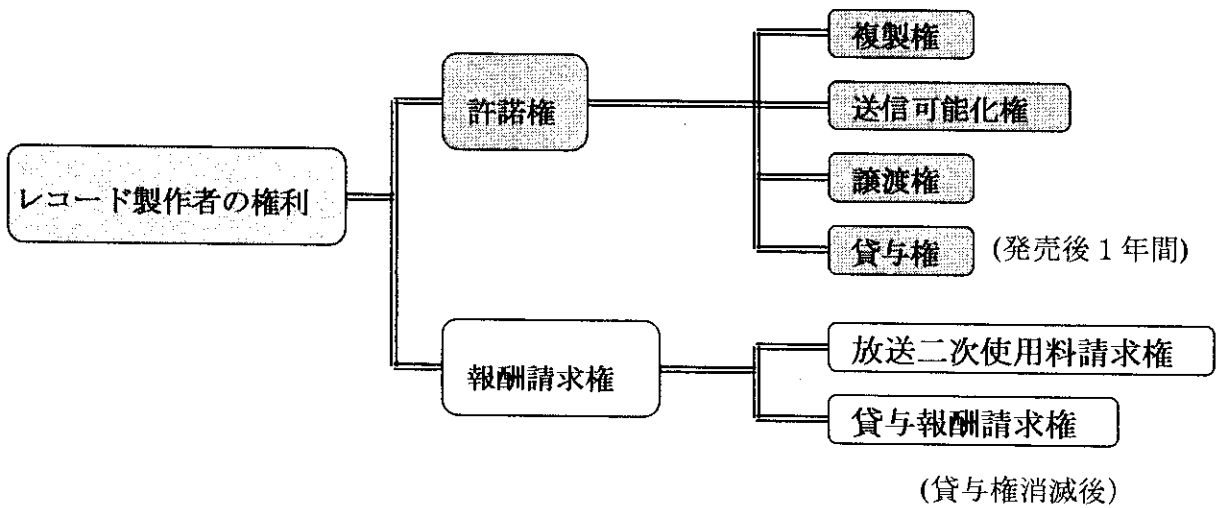 レコード製作者の権利
許諾権
複製権
送信可能化権
譲渡権
貸与権 (発売後1年間)
報酬請求権
放送二次使用料請求権
貸与報酬請求権
(貸与権消滅後)